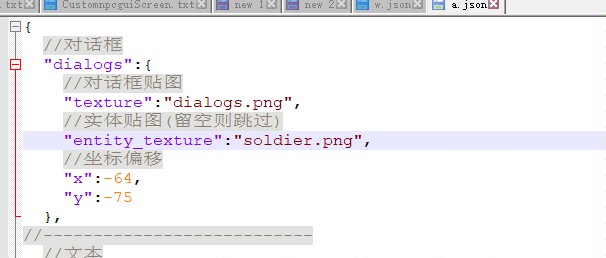 .txt CustomnpcguiScreen.txt new 1 new 2 w.json a.json
{
//对话框
"dialogs":{
//对话框贴图
"texture":"dialogs.png",
//实体贴图(留空则跳过)
"entity_texture":"soldier.png",
//坐标偏移
"x":-64,
"y":-75
},
//---------------------------
//文本